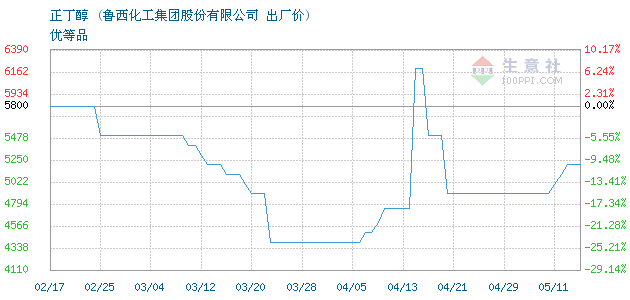 正丁醇 (鲁西化工集团股份有限公司 出厂价)
优等品
6390 10.17%
6162 6.24%
5934 2.31%
5800 0.00%
5478 -5.55%
5250 -9.48%
5022 -13.41%
4794 -17.34%
4566 -21.28%
4338 -25.21%
4110 -29.14%
生意社
100PPI.COM
02/17 02/25 03/04 03/12 03/20 03/28 04/05 04/13 04/21 04/29 05/11